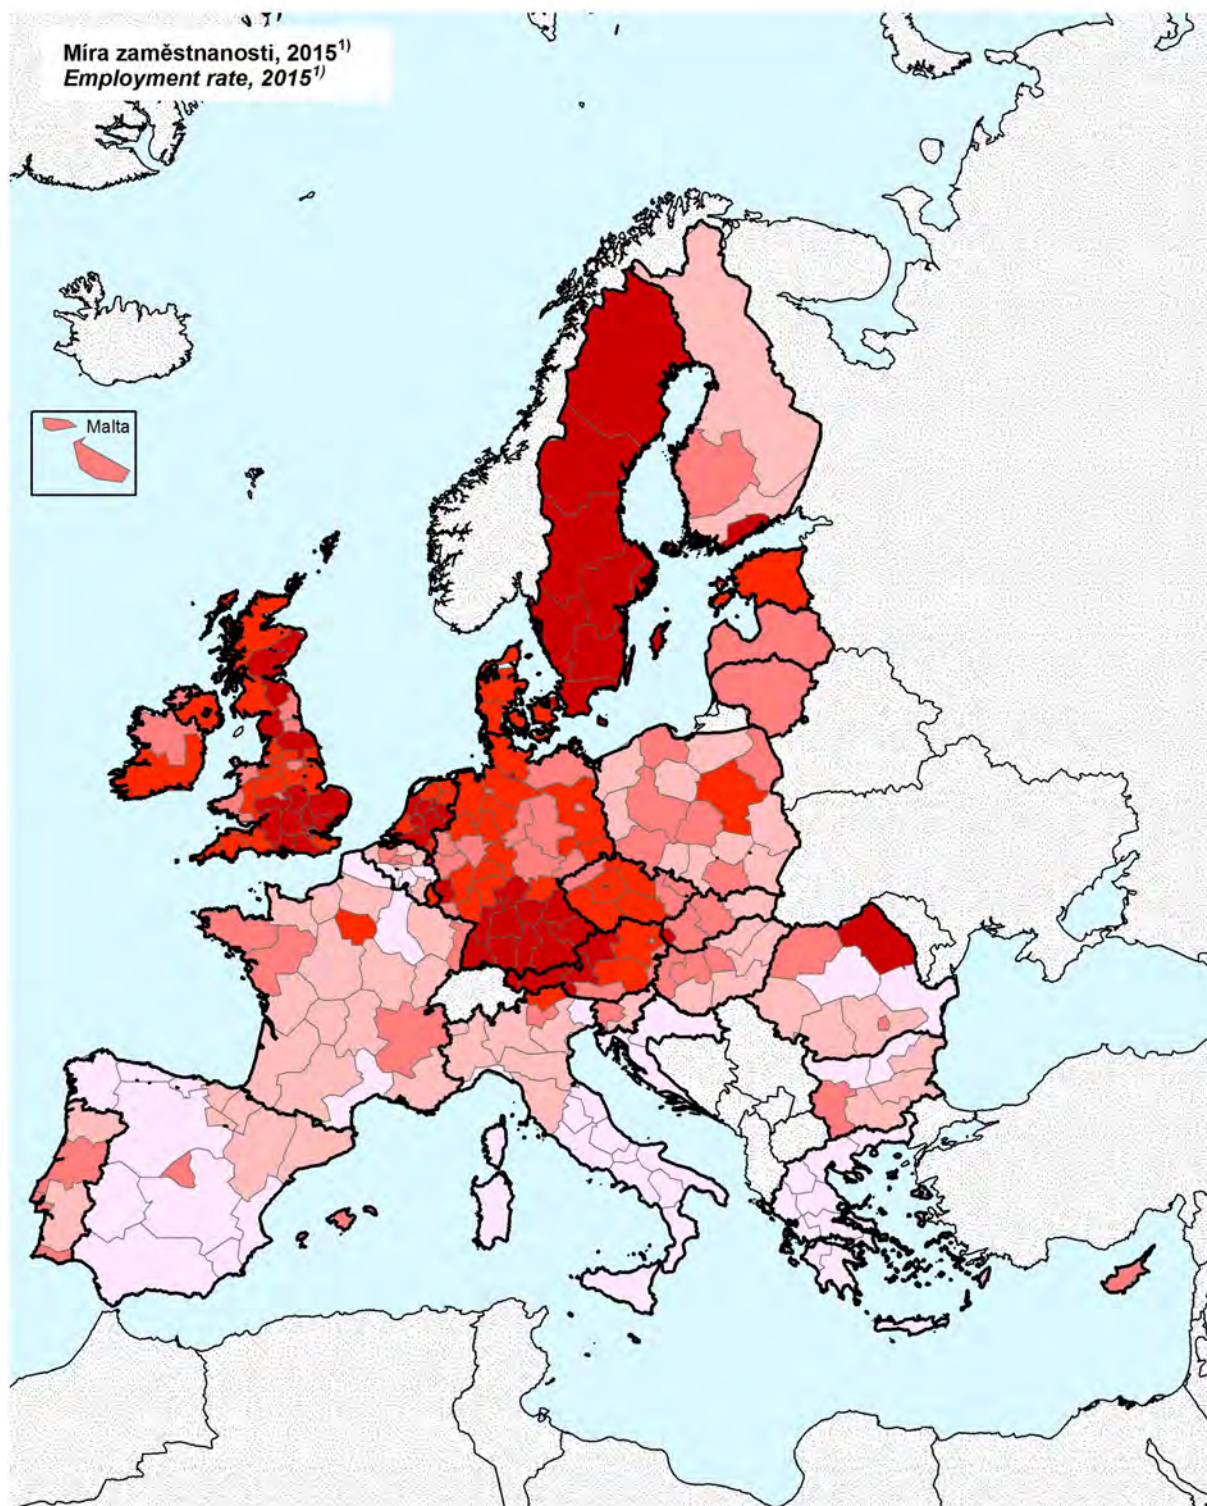 Míra zaměstnanosti, 2015¹⁾
Employment rate, 2015¹⁾
Malta